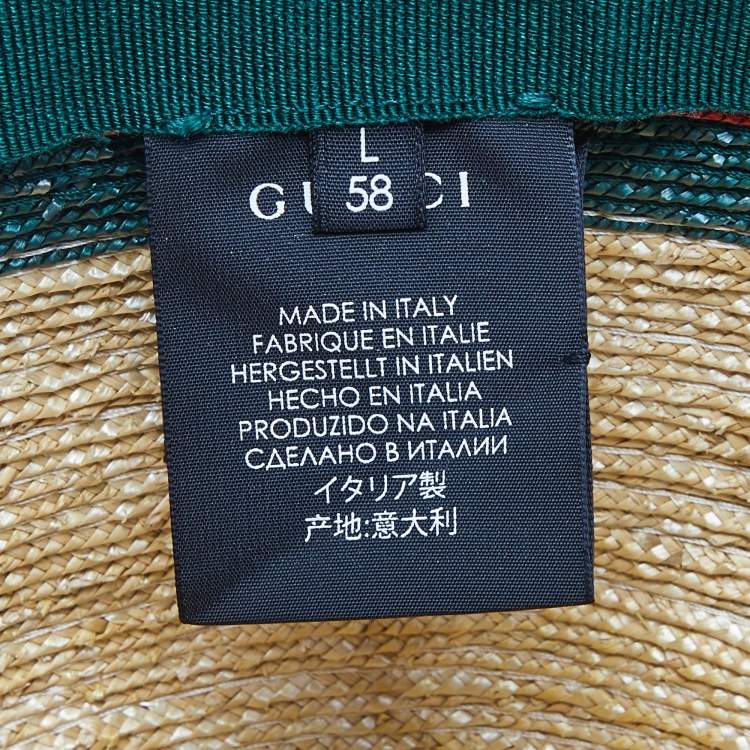 L
58
GUCCI
MADE IN ITALY
FABRIQUE EN ITALIE
HERGESTELLT IN ITALIEN
HECHO EN ITALIA
PRODUZIDO NA ITALIA
СДЕЛАНО В ИТАЛИИ
イタリア製
产地:意大利